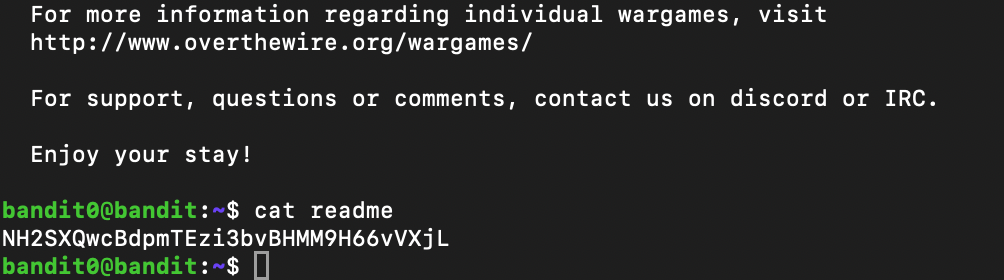 For more information regarding individual wargames, visit
http://www.overthewire.org/wargames/
For support, questions or comments, contact us on discord or IRC.
Enjoy your stay!
bandit0@bandit:~$ cat readme
NH2SXQwcBdpmTEzi3bvBHMM9H66vVXjL
bandit0@bandit:~$